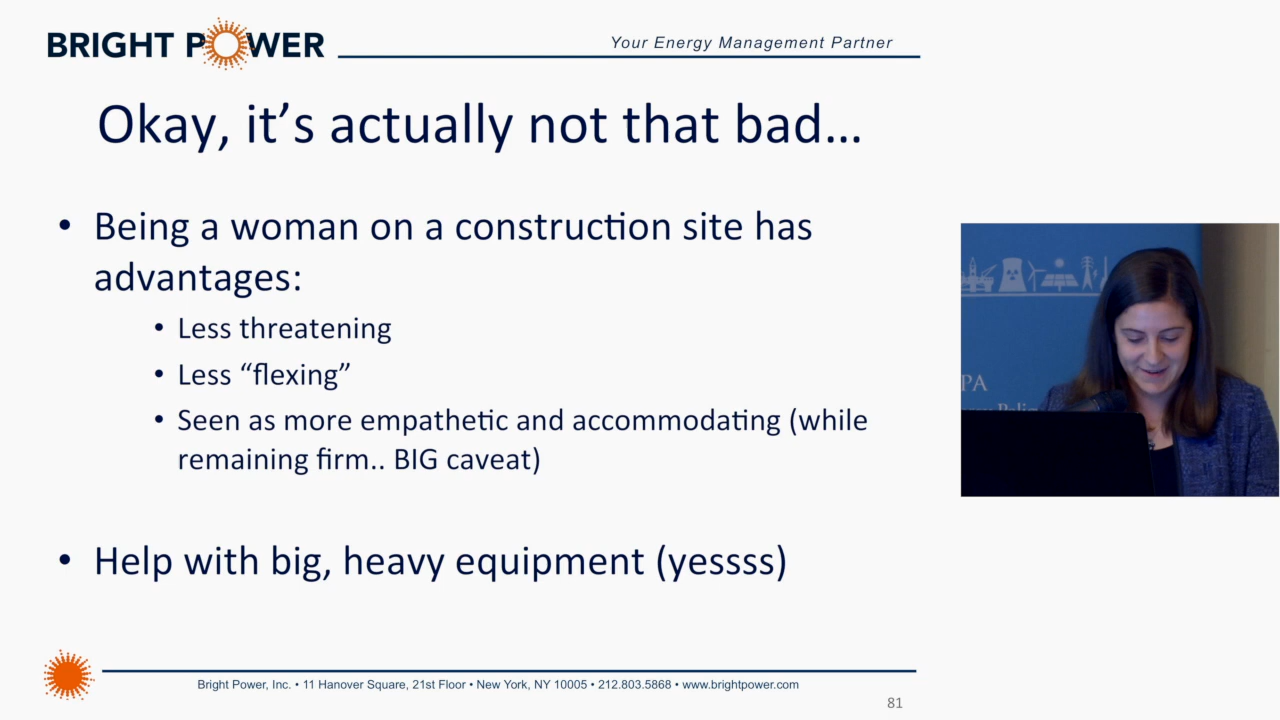 BRIGHT POWER
Your Energy Management Partner
Okay, it’s actually not that bad…
• Being a woman on a construction site has
advantages:
• Less threatening
• Less “flexing”
• Seen as more empathetic and accommodating (while
remaining firm.. BIG caveat)
• Help with big, heavy equipment (yessss)
PA
Bright Power, Inc. • 11 Hanover Square, 21st Floor • New York, NY 10005 • 212.803.5868 • www.brightpower.com
81